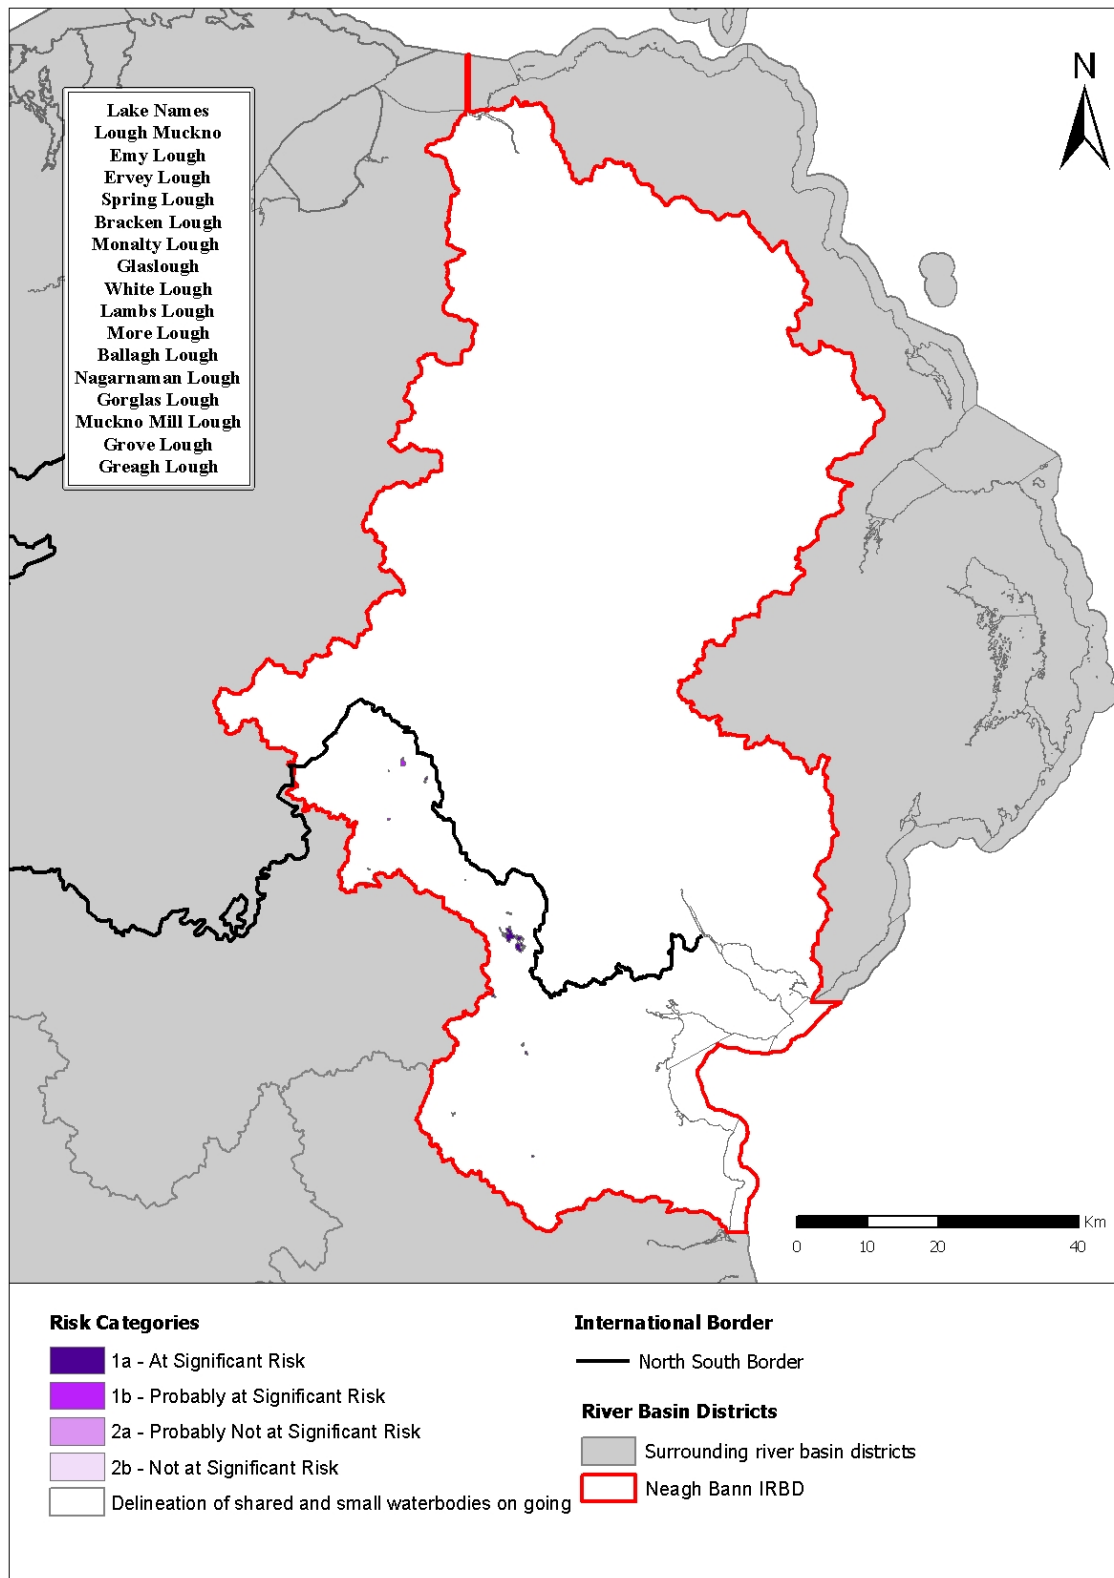 N
Lake Names
Lough Muckno
Emy Lough
Ervey Lough
Spring Lough
Bracken Lough
Monalty Lough
Glaslough
White Lough
Lambs Lough
More Lough
Ballagh Lough
Nagarnaman Lough
Gorglas Lough
Muckno Mill Lough
Grove Lough
Greagh Lough
Km
0 10 20 40
Risk Categories
1a - At Significant Risk
1b - Probably at Significant Risk
2a - Probably Not at Significant Risk
2b - Not at Significant Risk
Delineation of shared and small waterbodies on going
International Border
North South Border
River Basin Districts
Surrounding river basin districts
Neagh Bann IRBD